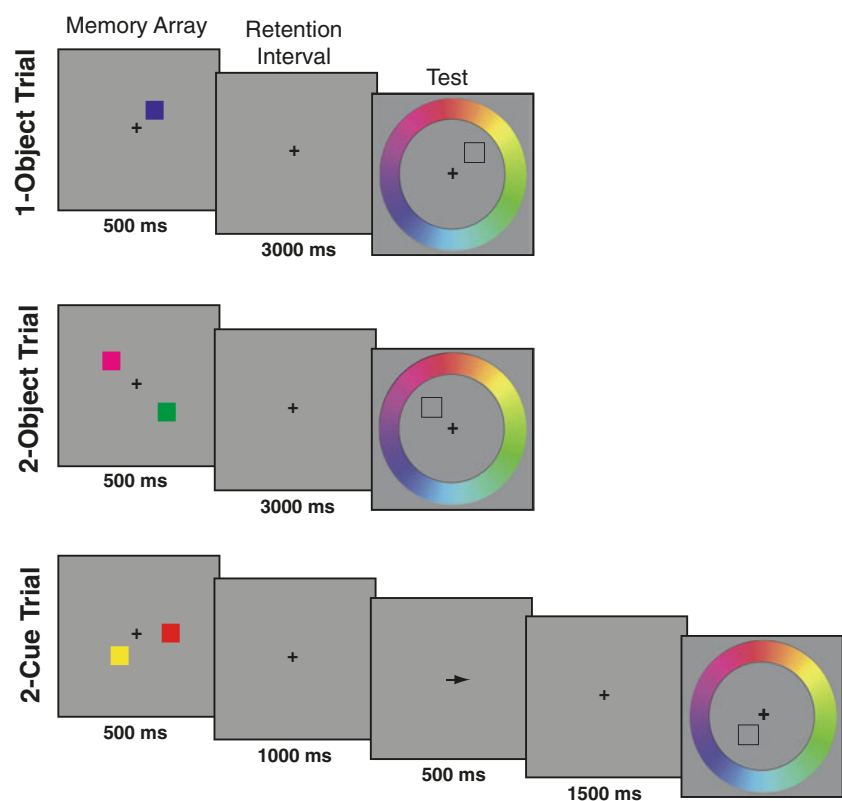 Memory Array
Retention
Interval
Test
1-Object Trial
500 ms
3000 ms
2-Object Trial
500 ms
3000 ms
2-Cue Trial
500 ms
1000 ms
500 ms
1500 ms